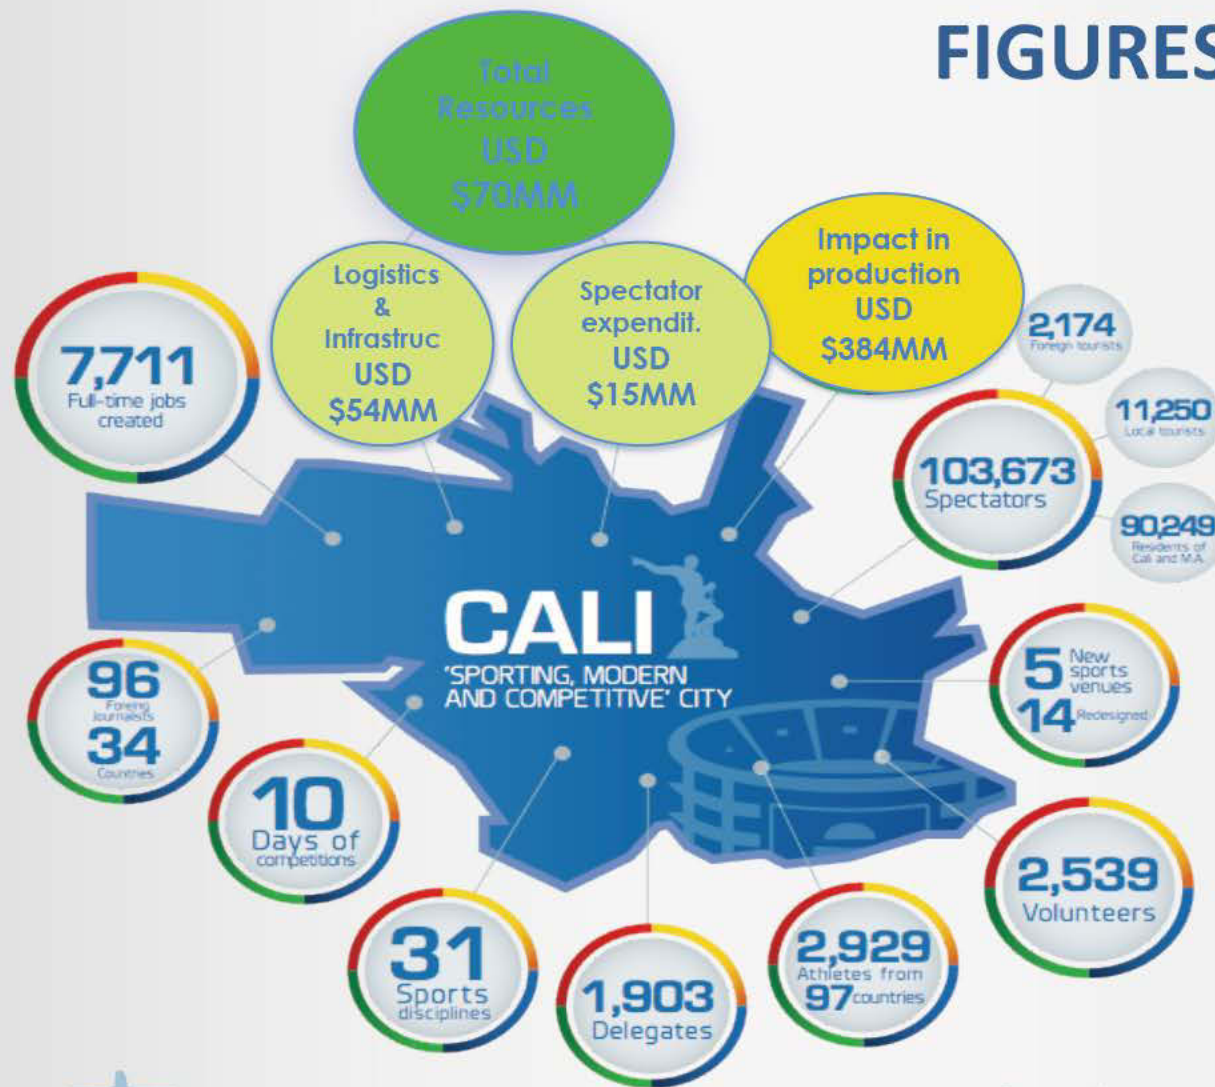 FIGURES
Total
Resources
USD
$70MM
Logistics
&
Infrastruc
USD
$54MM
Spectator
expendit.
USD
$15MM
Impact in
production
USD
$384MM
2,174
Foreign tourists
11,250
Local tourists
90,249
Residents of
Cali and M.A.
103,673
Spectators
7,711
Full-time jobs
created
CALI
'SPORTING, MODERN
AND COMPETITIVE' CITY
96
Foreing
Journalists
34
Countries
5 New
sports
venues
14 Redesigned
10
Days of
competitions
2,539
Volunteers
31
Sports
disciplines
1,903
Delegates
2,929
Athletes from
97 countries